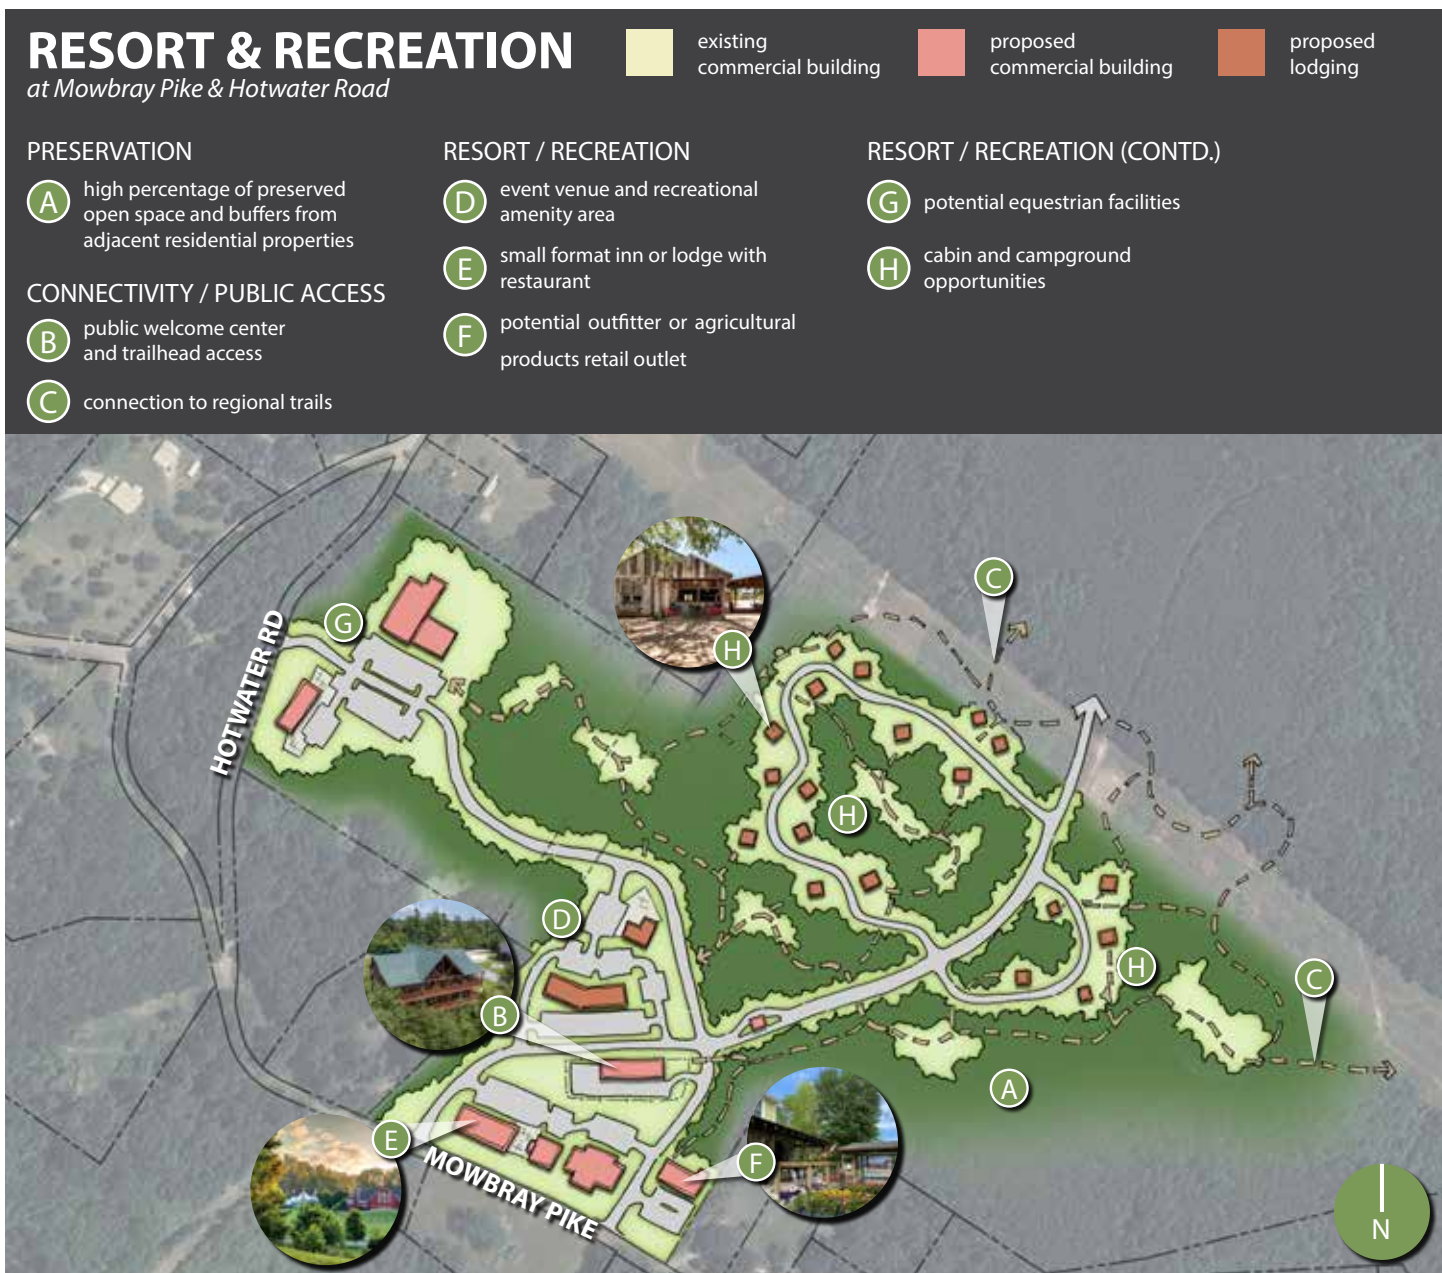 RESORT & RECREATION
at Mowbray Pike & Hotwater Road
existing
commercial building
proposed
commercial building
proposed
lodging
PRESERVATION
A
high percentage of preserved
open space and buffers from
adjacent residential properties
CONNECTIVITY / PUBLIC ACCESS
B
public welcome center
and trailhead access
C
connection to regional trails
RESORT / RECREATION
D
event venue and recreational
amenity area
E
small format inn or lodge with
restaurant
F
potential outfitter or agricultural
products retail outlet
RESORT / RECREATION (CONTD.)
G
potential equestrian facilities
H
cabin and campground
opportunities
C
G
H
HOTWATER RD
H
D
H
C
B
A
E
F
MOWBRAY PIKE
N